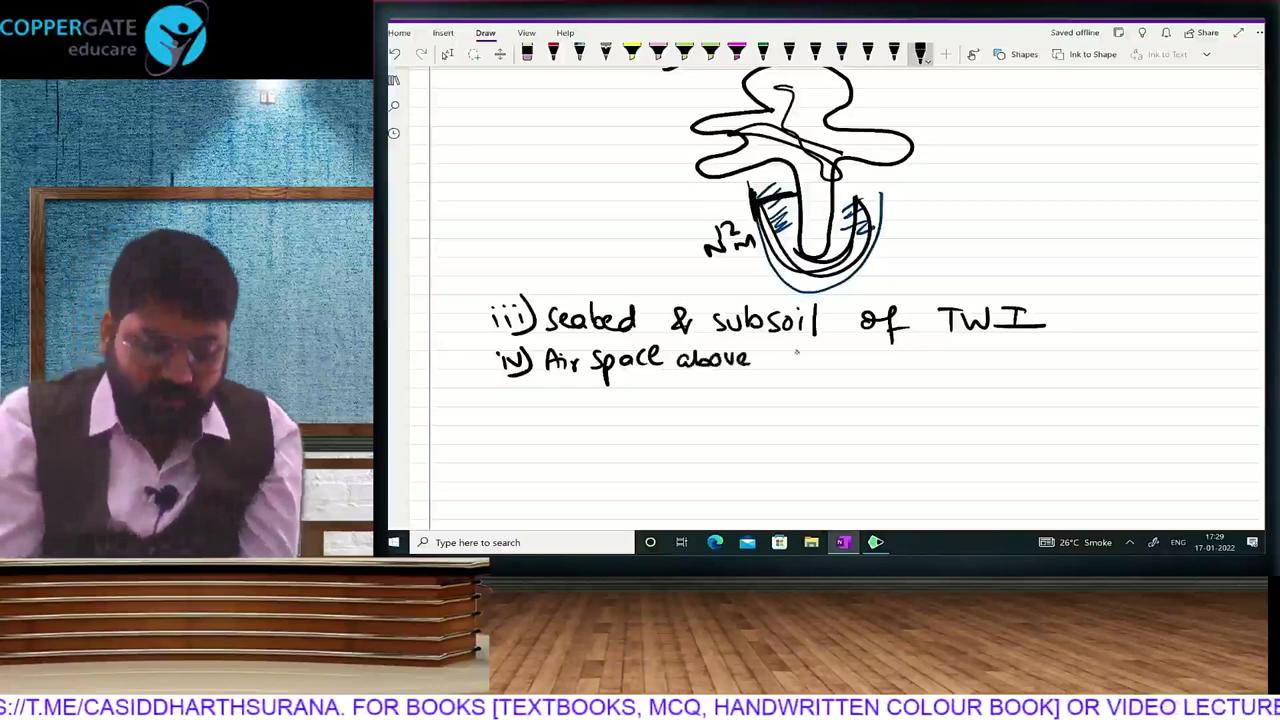 COPPERGATE
educare
Home Insert Draw View Help
Saved offline
Share
Shapes
Ink to Shape
Ink to Text
iii) Seabed & subsoil of TWI
iv) Air space above
Type here to search
26°C Smoke
ENG
17:29
17-01-2022
S://T.ME/CASIDDHARTHSURANA. FOR BOOKS [TEXTBOOKS, MCQ, HANDWRITTEN COLOUR BOOK] OR VIDEO LECTURE